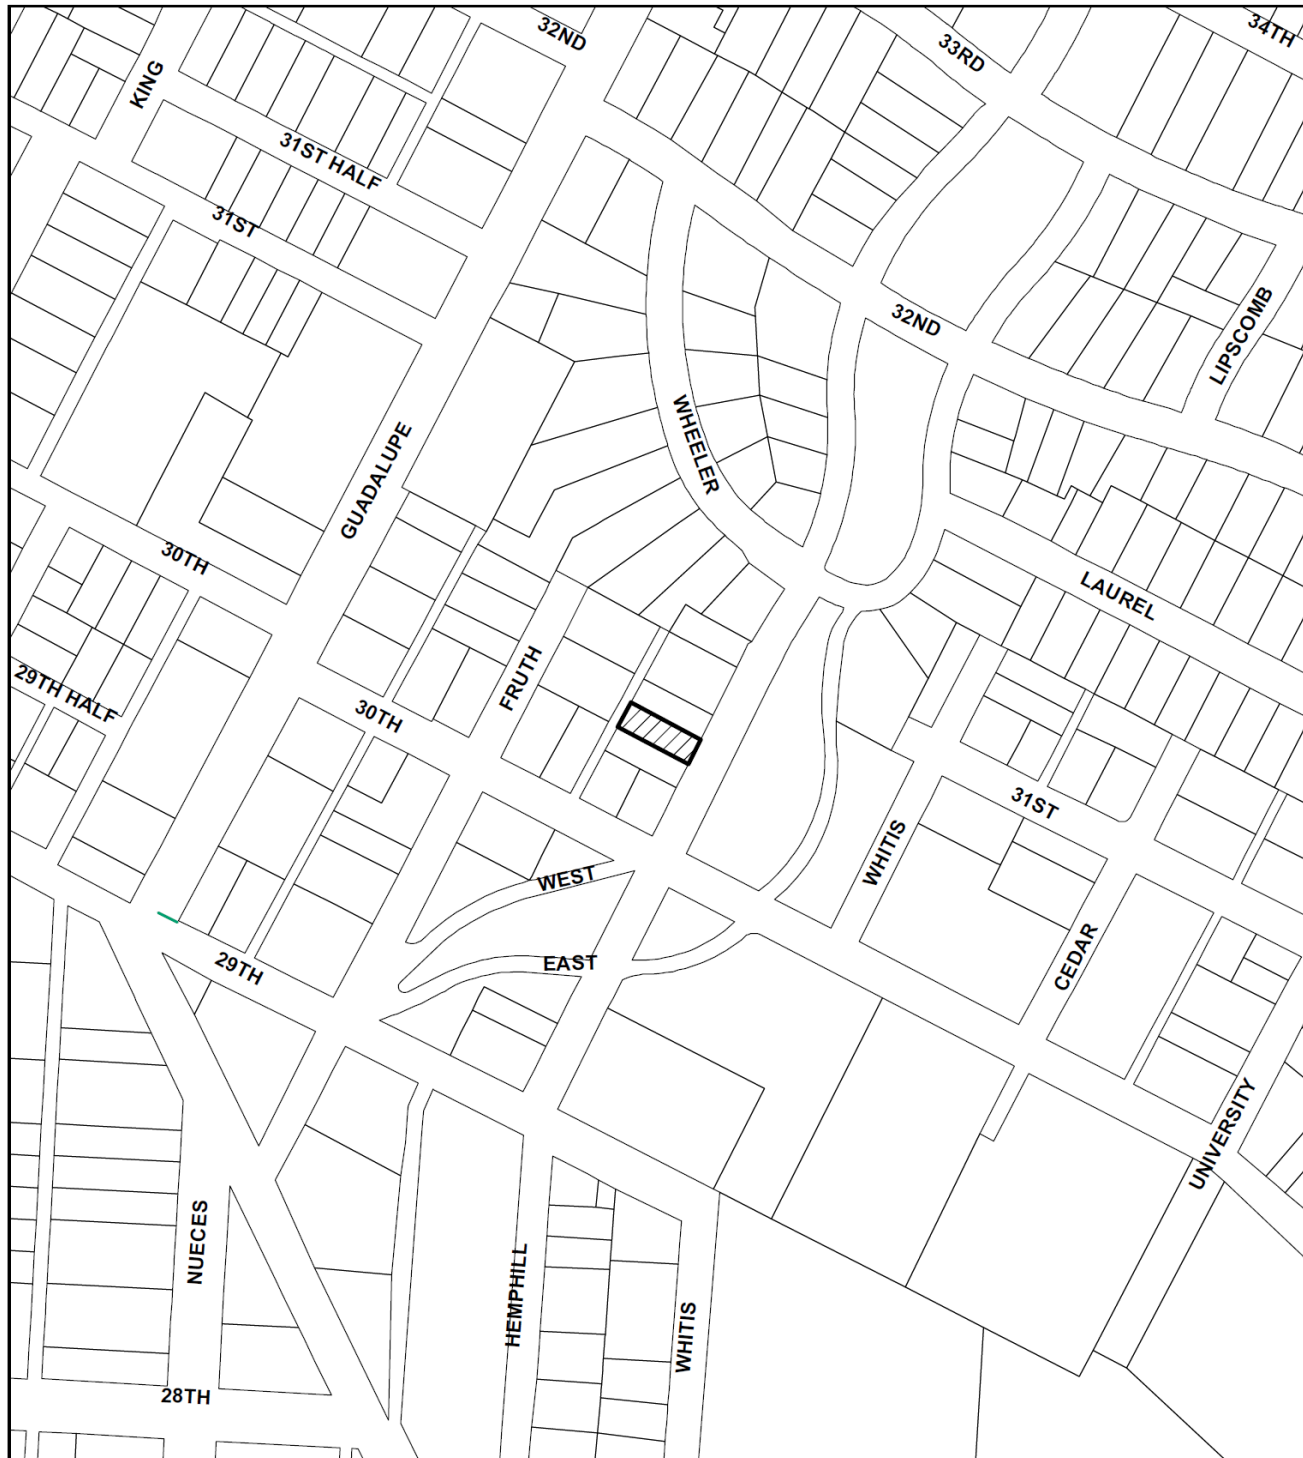 32ND
33RD
34TH
KING
31ST HALF
31ST
32ND
LIPSCOMB
WHEELER
GUADALUPE
30TH
LAUREL
FRUTH
29TH HALF
30TH
31ST
WHITIS
WEST
CEDAR
EAST
29TH
UNIVERSITY
NUECES
HEMPHILL
WHITIS
28TH